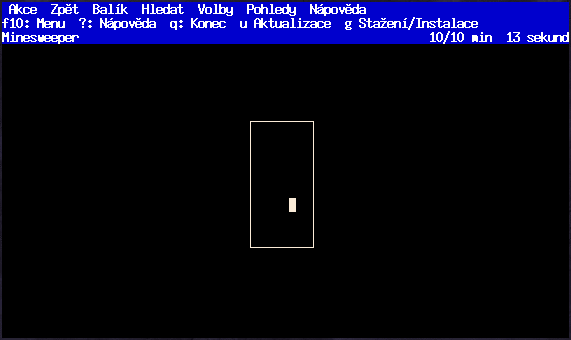 Akce Zpět Balík Hledat Volby Pohledy Nápověda
f10: Menu ?: Nápověda q: Konec u Aktualizace g Stažení/Instalace
Minesweeper 10/10 min 13 sekund